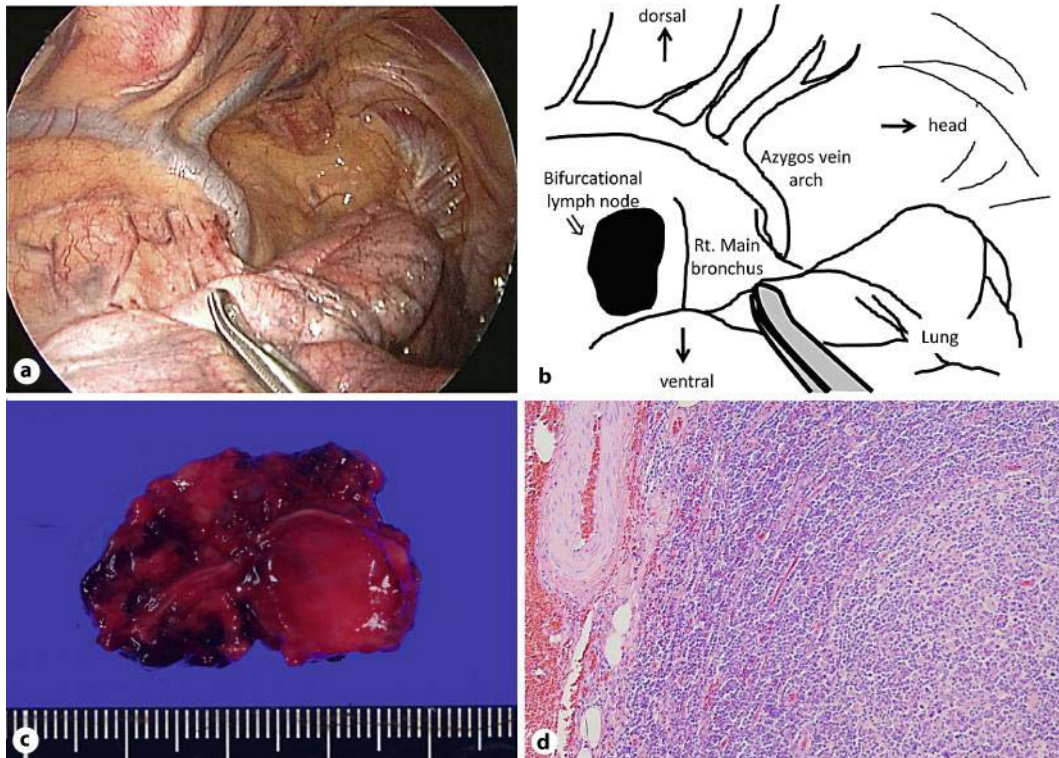 a
dorsal
head
Azygos vein
arch
Bifurcational
lymph node
Rt. Main
bronchus
Lung
ventral
b
c
d